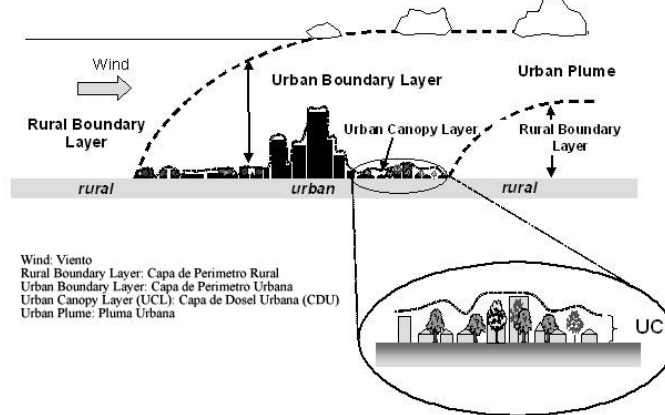 Wind
Urban Boundary Layer
Urban Plume
Rural Boundary
Layer
Urban Canopy Layer
Rural Boundary
Layer
rural
urban
rural
Wind: Viento
Rural Boundary Layer: Capa de Perimetro Rural
Urban Boundary Layer: Capa de Perimetro Urbana
Urban Canopy Layer (UCL): Capa de Dosel Urbana (CDU)
Urban Plume: Pluma Urbana
UC